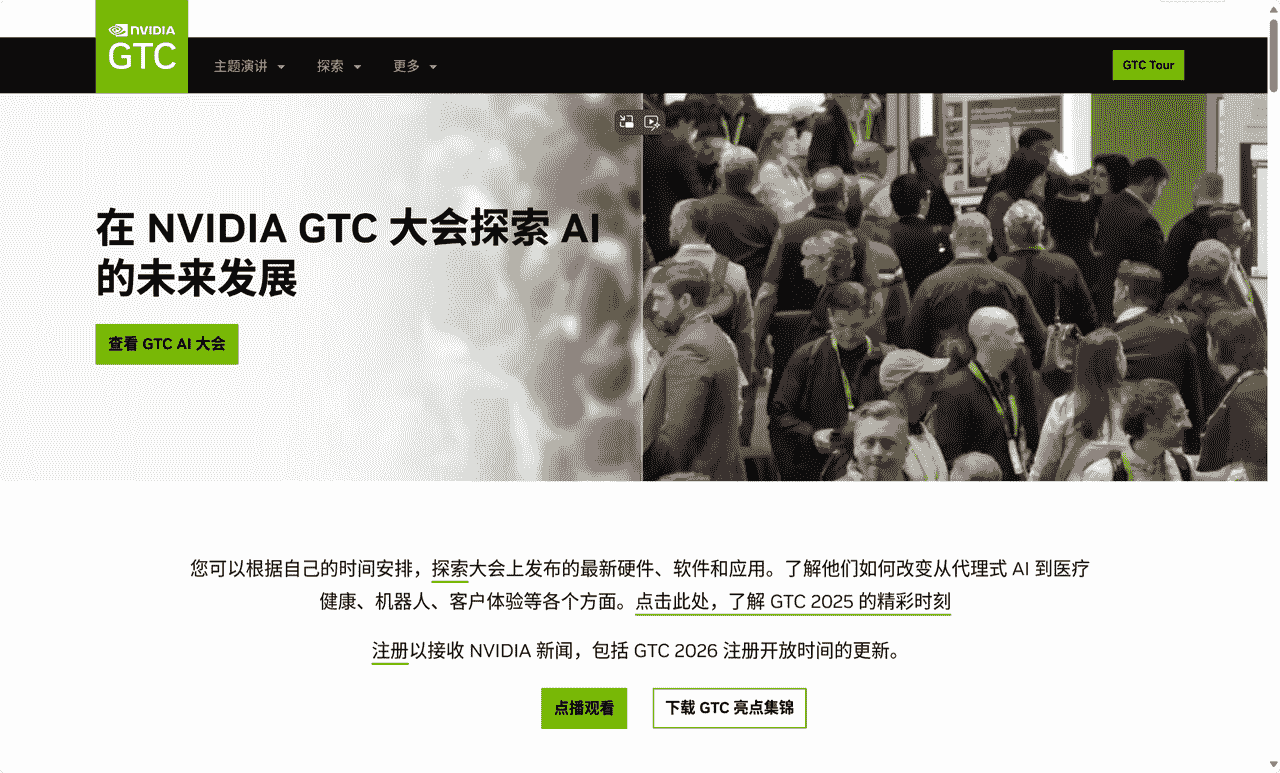 NVIDIA
GTC
主题演讲
探索
更多
GTC Tour
在 NVIDIA GTC 大会探索 AI
的未来发展
查看 GTC AI 大会
您可以根据自己的时间安排，探索大会上发布的最新硬件、软件和应用。了解他们如何改变从代理式 AI 到医疗
健康、机器人、客户体验等各个方面。点击此处，了解 GTC 2025 的精彩时刻
注册以接收 NVIDIA 新闻，包括 GTC 2026 注册开放时间的更新。
点播观看
下载 GTC 亮点集锦